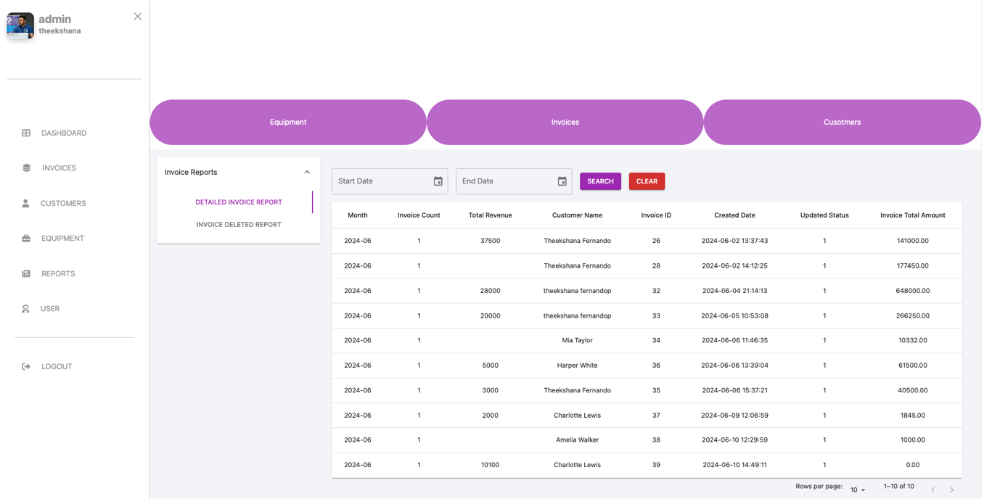 admin
theekshana
DASHBOARD
INVOICES
CUSTOMERS
EQUIPMENT
REPORTS
USER
LOGOUT
Equipment Invoices Cusotmers
Invoice Reports
DETAILED INVOICE REPORT
INVOICE DELETED REPORT
Start Date End Date SEARCH CLEAR
Month Invoice Count Total Revenue Customer Name Invoice ID Created Date Updated Status Invoice Total Amount
2024-06 1 37500 Theekshana Fernando 26 2024-06-02 13:37:43 1 141000.00
2024-06 1 Theekshana Fernando 28 2024-06-02 14:12:25 1 177450.00
2024-06 1 28000 theekshana fernandop 32 2024-06-04 21:14:13 1 648000.00
2024-06 1 20000 theekshana fernandop 33 2024-06-05 10:53:08 1 266250.00
2024-06 1 Mia Taylor 34 2024-06-06 11:46:35 1 10332.00
2024-06 1 5000 Harper White 36 2024-06-06 13:39:04 1 61500.00
2024-06 1 3000 Theekshana Fernando 35 2024-06-06 15:37:21 1 40500.00
2024-06 1 2000 Charlotte Lewis 37 2024-06-09 12:06:59 1 1845.00
2024-06 1 Amelia Walker 38 2024-06-10 12:29:59 1 1000.00
2024-06 1 10100 Charlotte Lewis 39 2024-06-10 14:49:11 1 0.00
Rows per page: 10 1–10 of 10